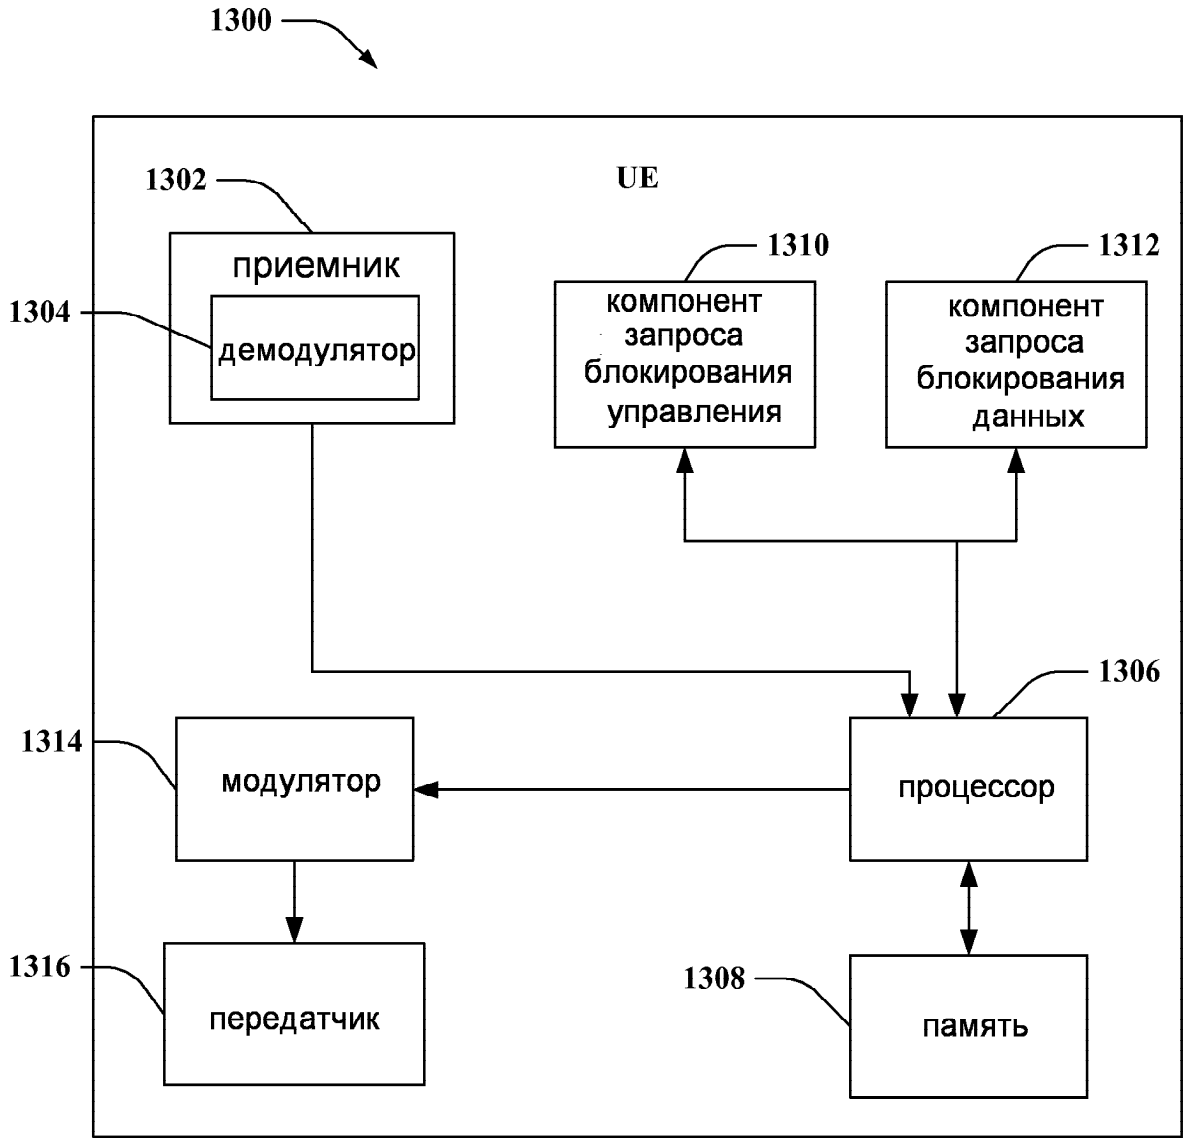 1300
UE
1302
приемник
1304
демодулятор
1310
компонент
запроса
блокирования
управления
1312
компонент
запроса
блокирования
данных
1306
процессор
1314
модулятор
1316
передатчик
1308
память